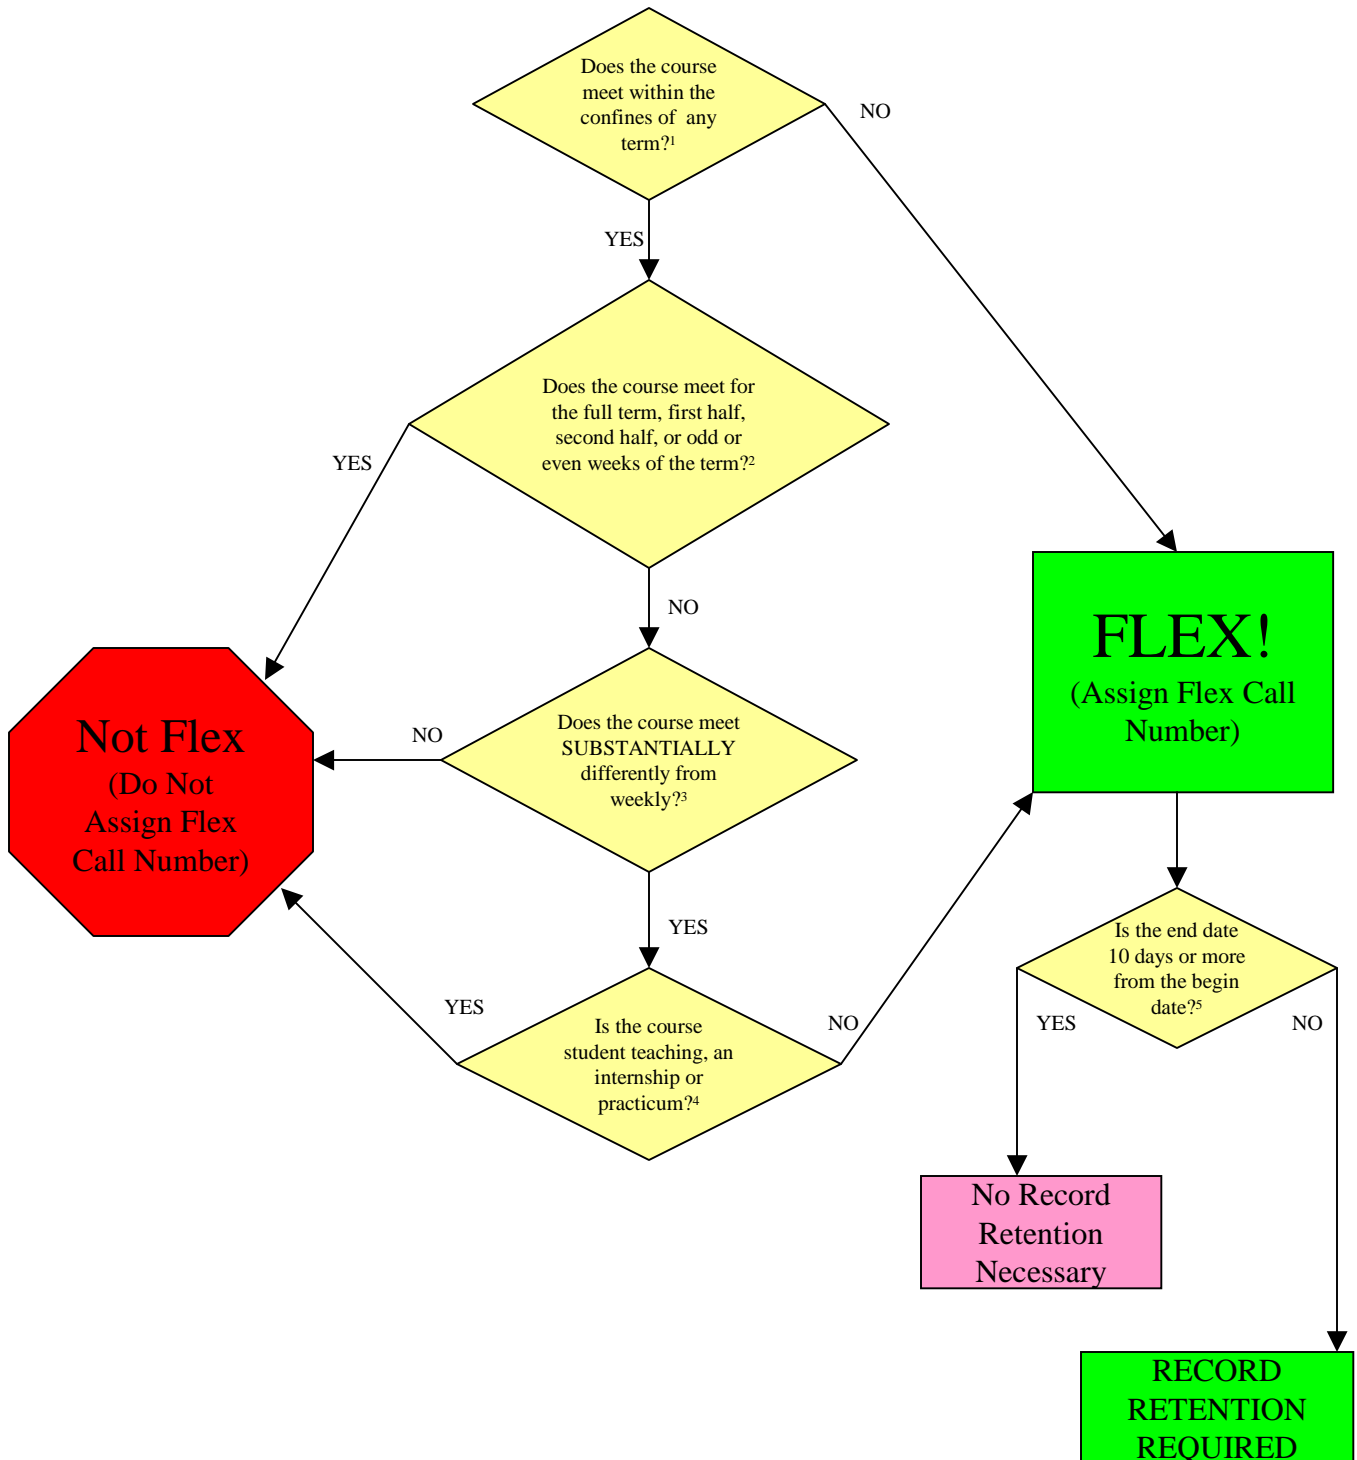 Does the course
meet within the
confines of any
term?1
NO
YES
Does the course meet for
the full term, first half,
second half, or odd or
even weeks of the term?2
YES
NO
FLEX!
(Assign Flex Call
Number)
Not Flex
(Do Not
Assign Flex
Call Number)
NO
Does the course meet
SUBSTANTIALLY
differently from
weekly?3
YES
Is the end date
10 days or more
from the begin
date?5
YES
NO
YES
NO
Is the course
student teaching, an
internship or
practicum?4
No Record
Retention
Necessary
RECORD
RETENTION
REQUIRED